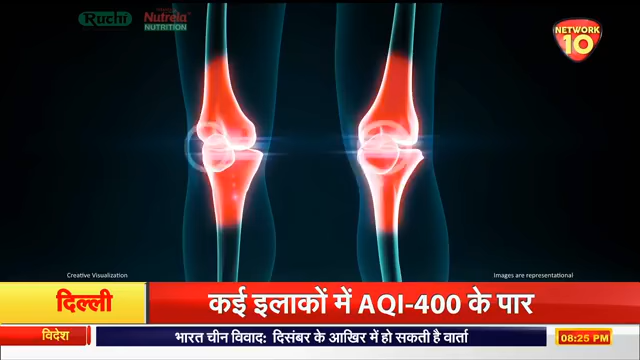 Ruchi
Nutrela
NUTRITION
NETWORK
10
Creative Visualization
Images are representational
दिल्ली
कई इलाकों में AQI-400 के पार
विदेश
भारत चीन विवाद: दिसंबर के आखिर में हो सकती है वार्ता
08:25 PM